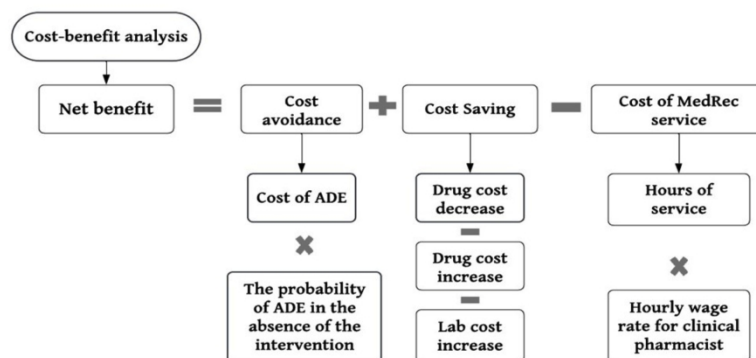 Cost-benefit analysis
Net benefit
=
Cost
avoidance
+
Cost Saving
−
Cost of MedRec
service
Cost of ADE
×
The probability
of ADE in the
absence of the
intervention
Drug cost
decrease
−
Drug cost
increase
−
Lab cost
increase
Hours of
service
×
Hourly wage
rate for clinical
pharmacist